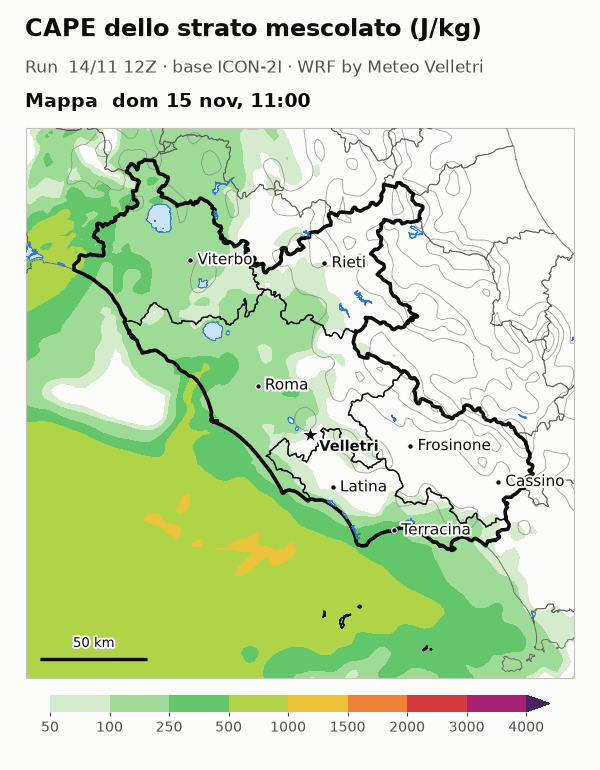 CAPE dello strato mescolato (J/kg)
Run  14/11 12Z · base ICON-2I · WRF by Meteo Velletri
Mappa  dom 15 nov, 11:00
Viterbo
Rieti
Roma
Velletri
Frosinone
Latina
Cassino
Terracina
50 km
50 100 250 500 1000 1500 2000 3000 4000